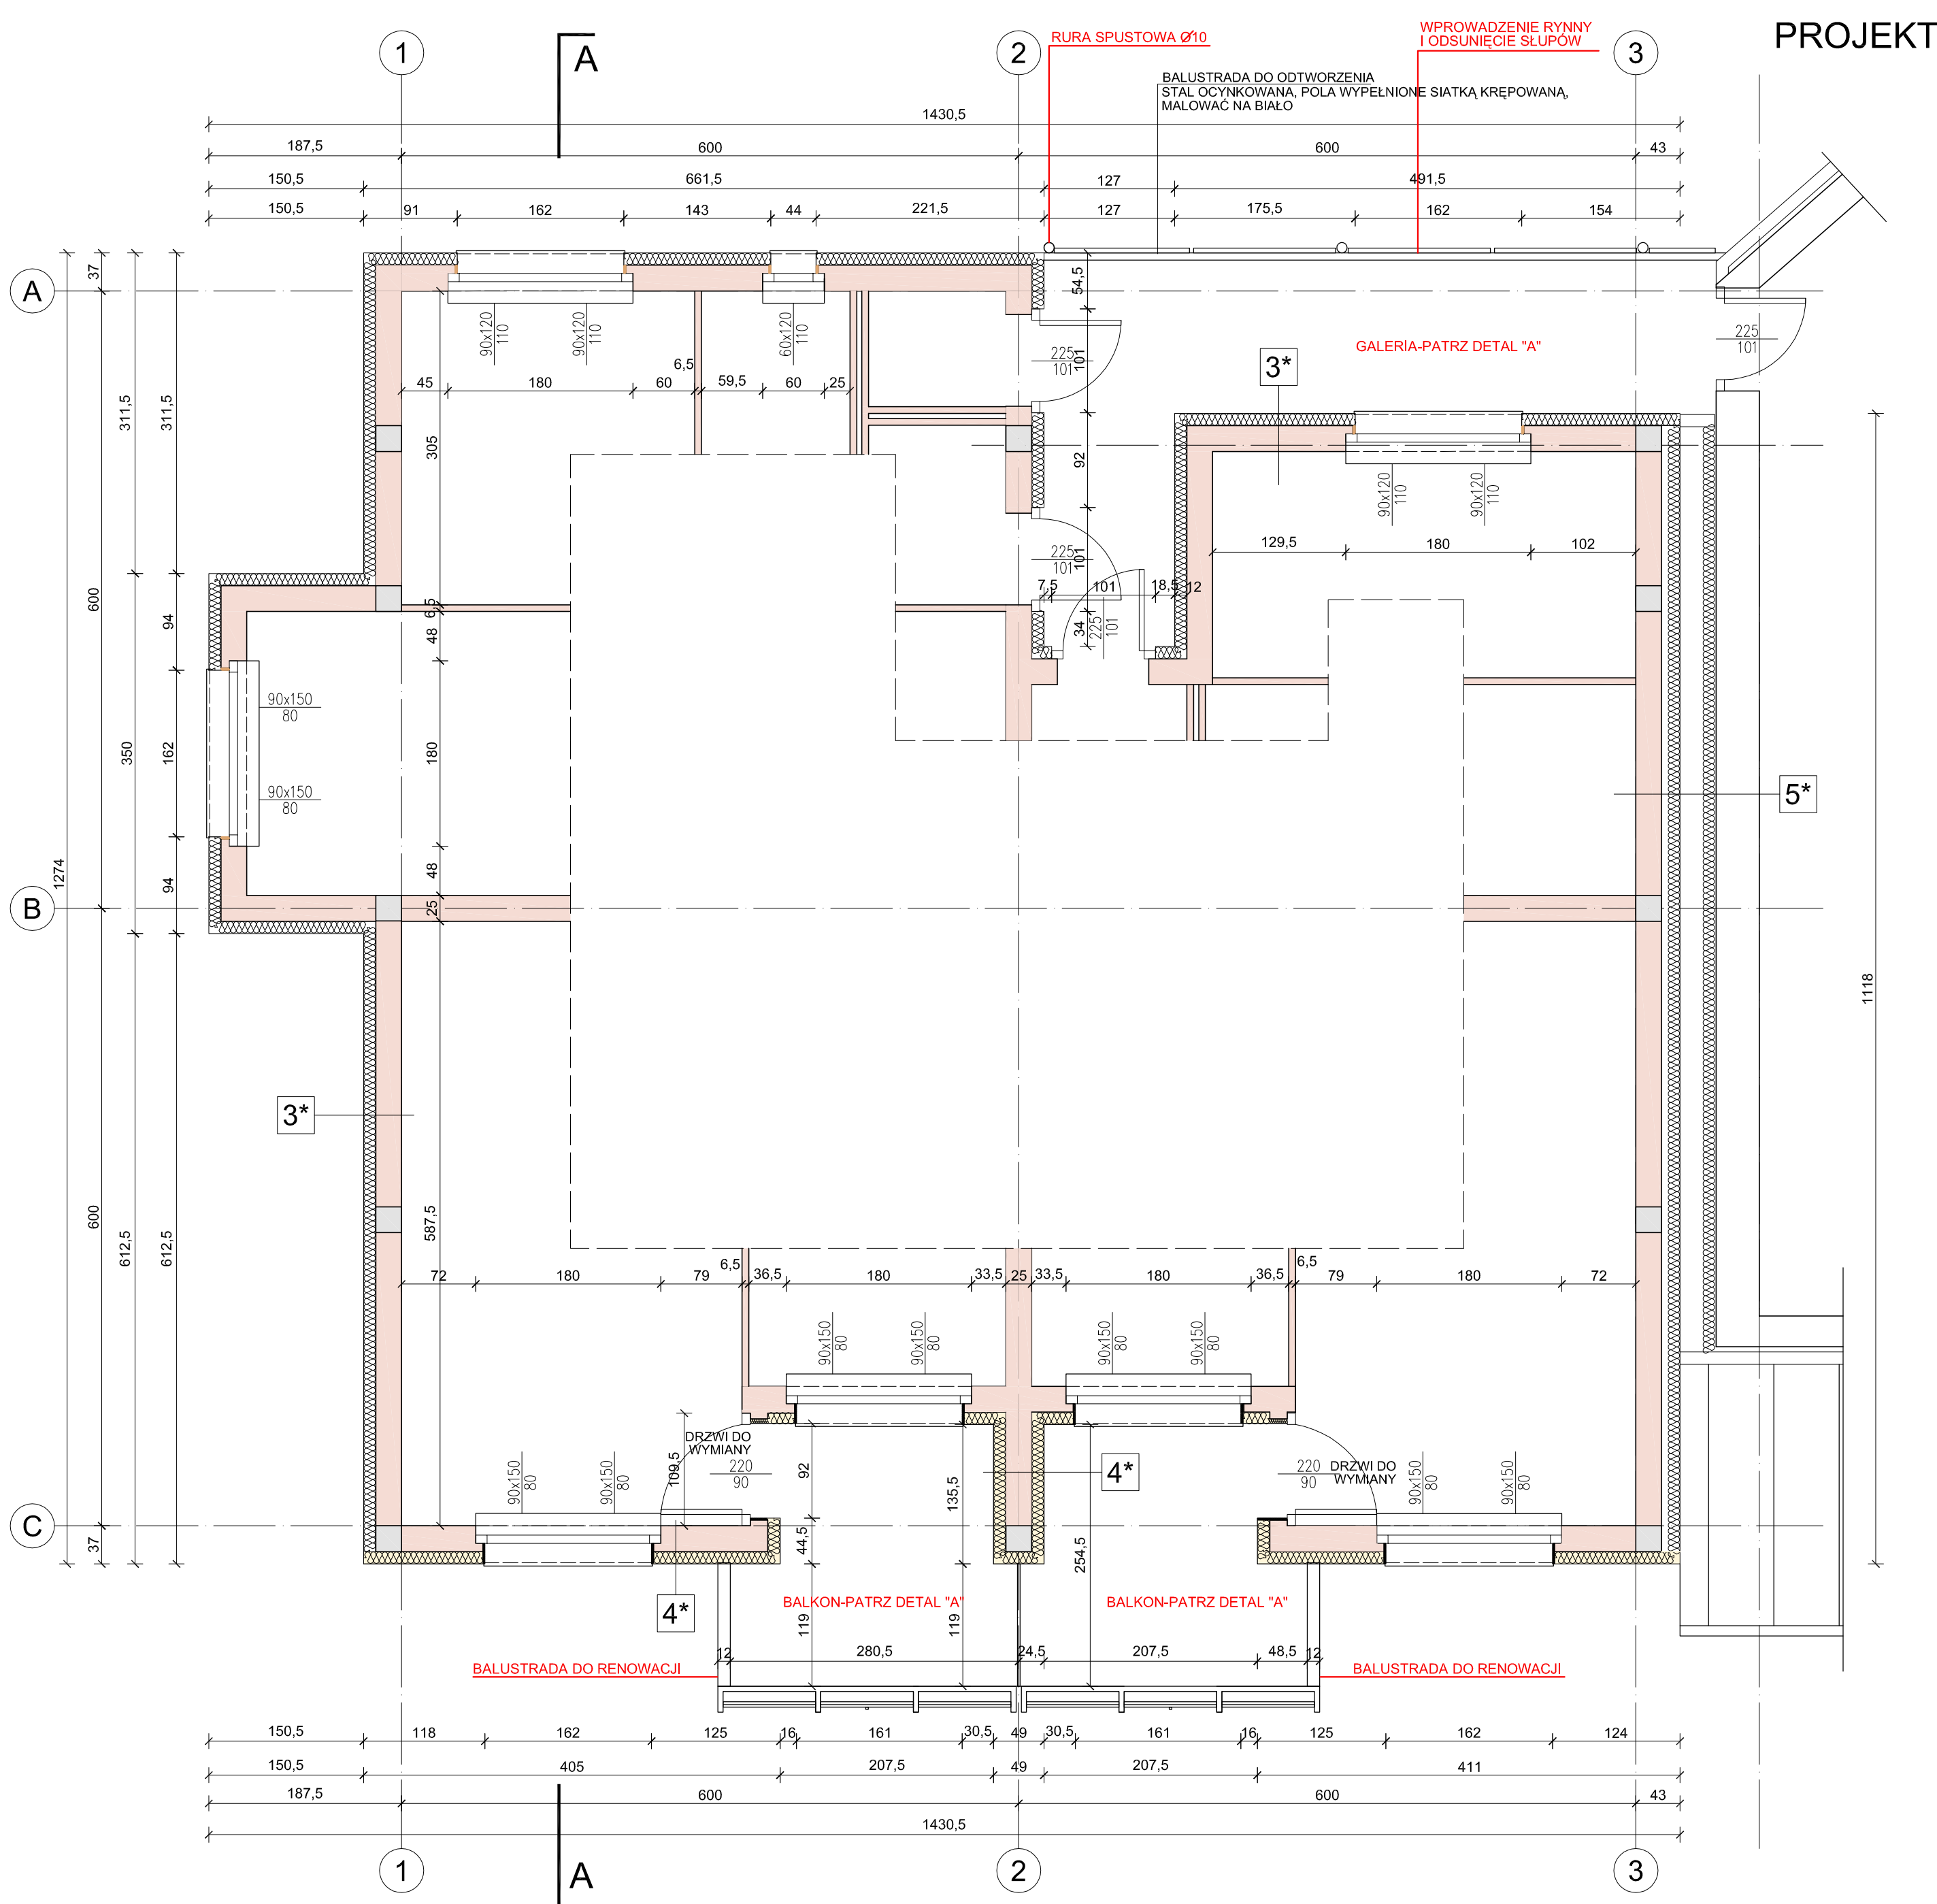 PROJEKT
1
A
2
3
RURA SPUSTOWA Ø10
WPROWADZENIE RYNNY
I ODSUNIĘCIE SŁUPÓW
BALUSTRADA DO ODTWORZENIA
STAL OCYNKOWANA, POLA WYPEŁNIONE SIATKĄ KRĘPOWANĄ,
MALOWAĆ NA BIAŁO
1430,5
187,5 600 600 43
150,5 661,5 127 491,5
150,5 91 162 143 44 221,5 127 175,5 162 154
A
37
54,5
90x120
110
90x120
110
60x120
110
225
101
101
GALERIA-PATRZ DETAL "A"
225
101
3*
45 180 60 6,5 59,5 60 25
311,5
311,5
305
92
90x120
110
90x120
110
129,5 180 102
225
101
101
7,5 101 18,5 12
34
225
101
600
94
6,5
48
90x150
80
90x150
80
350
162
180
5*
1274
94
48
25
B
1118
3*
600
612,5
612,5
587,5
72 180 79 6,5 36,5 180 33,5 25 33,5 180 36,5 6,5 79 180 72
90x150
80
90x150
80
90x150
80
90x150
80
DRZWI DO
WYMIANY
109,5
220
90
92
135,5
4*
220
90
DRZWI DO
WYMIANY
90x150
80
90x150
80
90x150
80
90x150
80
C
37
44,5
254,5
4*
BALKON-PATRZ DETAL "A"
BALKON-PATRZ DETAL "A"
119
119
12 280,5 24,5 207,5 48,5 12
BALUSTRADA DO RENOWACJI
BALUSTRADA DO RENOWACJI
150,5 118 162 125 16 161 30,5 49 30,5 161 16 125 162 124
150,5 405 207,5 49 207,5 411
187,5 600 600 43
1430,5
1
A
2
3